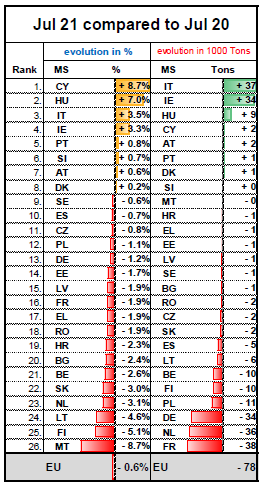 Jul 21 compared to Jul 20
evolution in % evolution in 1000 Tons
Rank MS % MS Tons
1. CY + 8.7% IT + 37
2. HU + 7.0% IE + 34
3. IT + 3.5% HU + 9
4. IE + 3.3% CY + 2
5. PT + 0.8% AT + 2
6. SI + 0.7% PT + 1
7. AT + 0.6% DK + 1
8. DK + 0.2% SI + 0
9. SE - 0.6% MT - 0
10. ES - 0.7% HR - 1
11. CZ - 0.8% EL - 1
12. PL - 1.1% EE - 1
13. DE - 1.2% LV - 1
14. EE - 1.7% SE - 1
15. LV - 1.9% BG - 1
16. FR - 1.9% RO - 2
17. EL - 1.9% CZ - 2
18. RO - 1.9% SK - 2
19. HR - 2.3% ES - 5
20. BG - 2.4% LT - 6
21. BE - 2.6% BE - 10
22. SK - 3.0% FI - 10
23. NL - 3.1% PL - 11
24. LT - 4.6% DE - 34
25. FI - 5.1% NL - 36
26. MT - 8.7% FR - 38
EU - 0.6% EU - 78